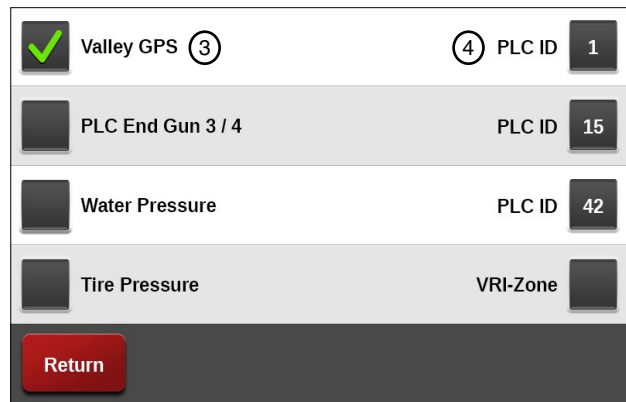 Valley GPS 3 4 PLC ID 1
PLC End Gun 3 / 4 PLC ID 15
Water Pressure PLC ID 42
Tire Pressure VRI-Zone
Return